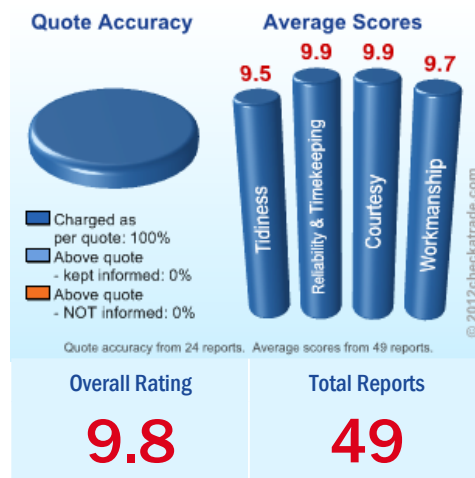 Quote Accuracy
Average Scores
9.5
9.9
9.9
9.7
Tidiness
Reliability & Timekeeping
Courtesy
Workmanship
Charged as
per quote: 100%
Above quote
- kept informed: 0%
Above quote
- NOT informed: 0%
© 2012checkatrade.com
Quote accuracy from 24 reports. Average scores from 49 reports.
Overall Rating
Total Reports
9.8
49